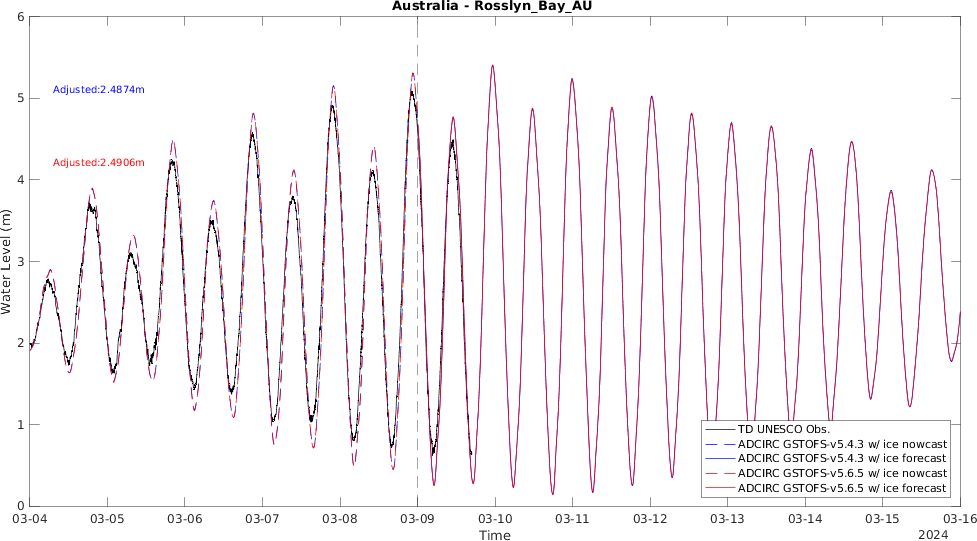 Australia - Rosslyn_Bay_AU
6
5
4
3
2
1
0
Water Level (m)
Adjusted:2.4874m
Adjusted:2.4906m
TD UNESCO Obs.
ADCIRC GSTOFS-v5.4.3 w/ ice nowcast
ADCIRC GSTOFS-v5.4.3 w/ ice forecast
ADCIRC GSTOFS-v5.6.5 w/ ice nowcast
ADCIRC GSTOFS-v5.6.5 w/ ice forecast
03-04 03-05 03-06 03-07 03-08 03-09 03-10 03-11 03-12 03-13 03-14 03-15 03-16
Time
2024